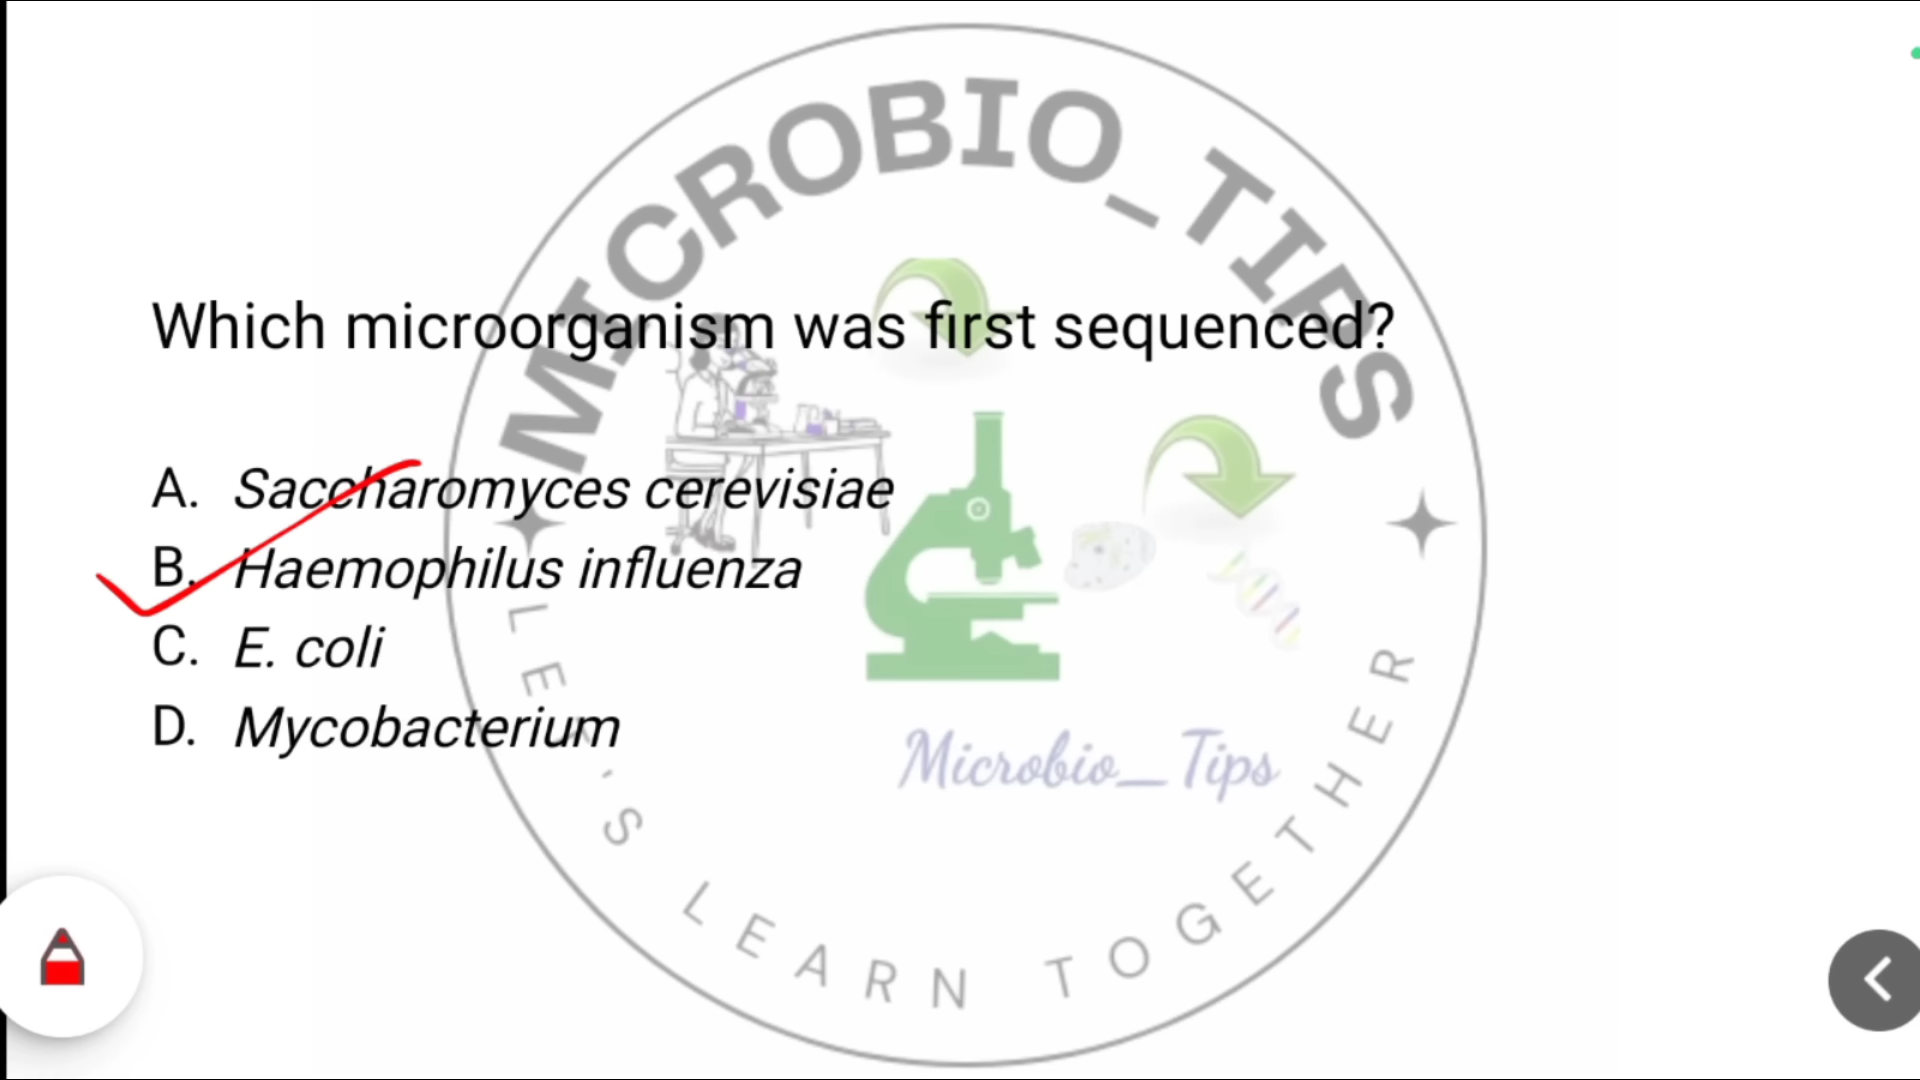 MICROBIO_TIPS
Which microorganism was first sequenced?
A. Saccharomyces cerevisiae
B. Haemophilus influenza
C. E. coli
D. Mycobacterium
Microbio_Tips
LET'S LEARN TOGETHER